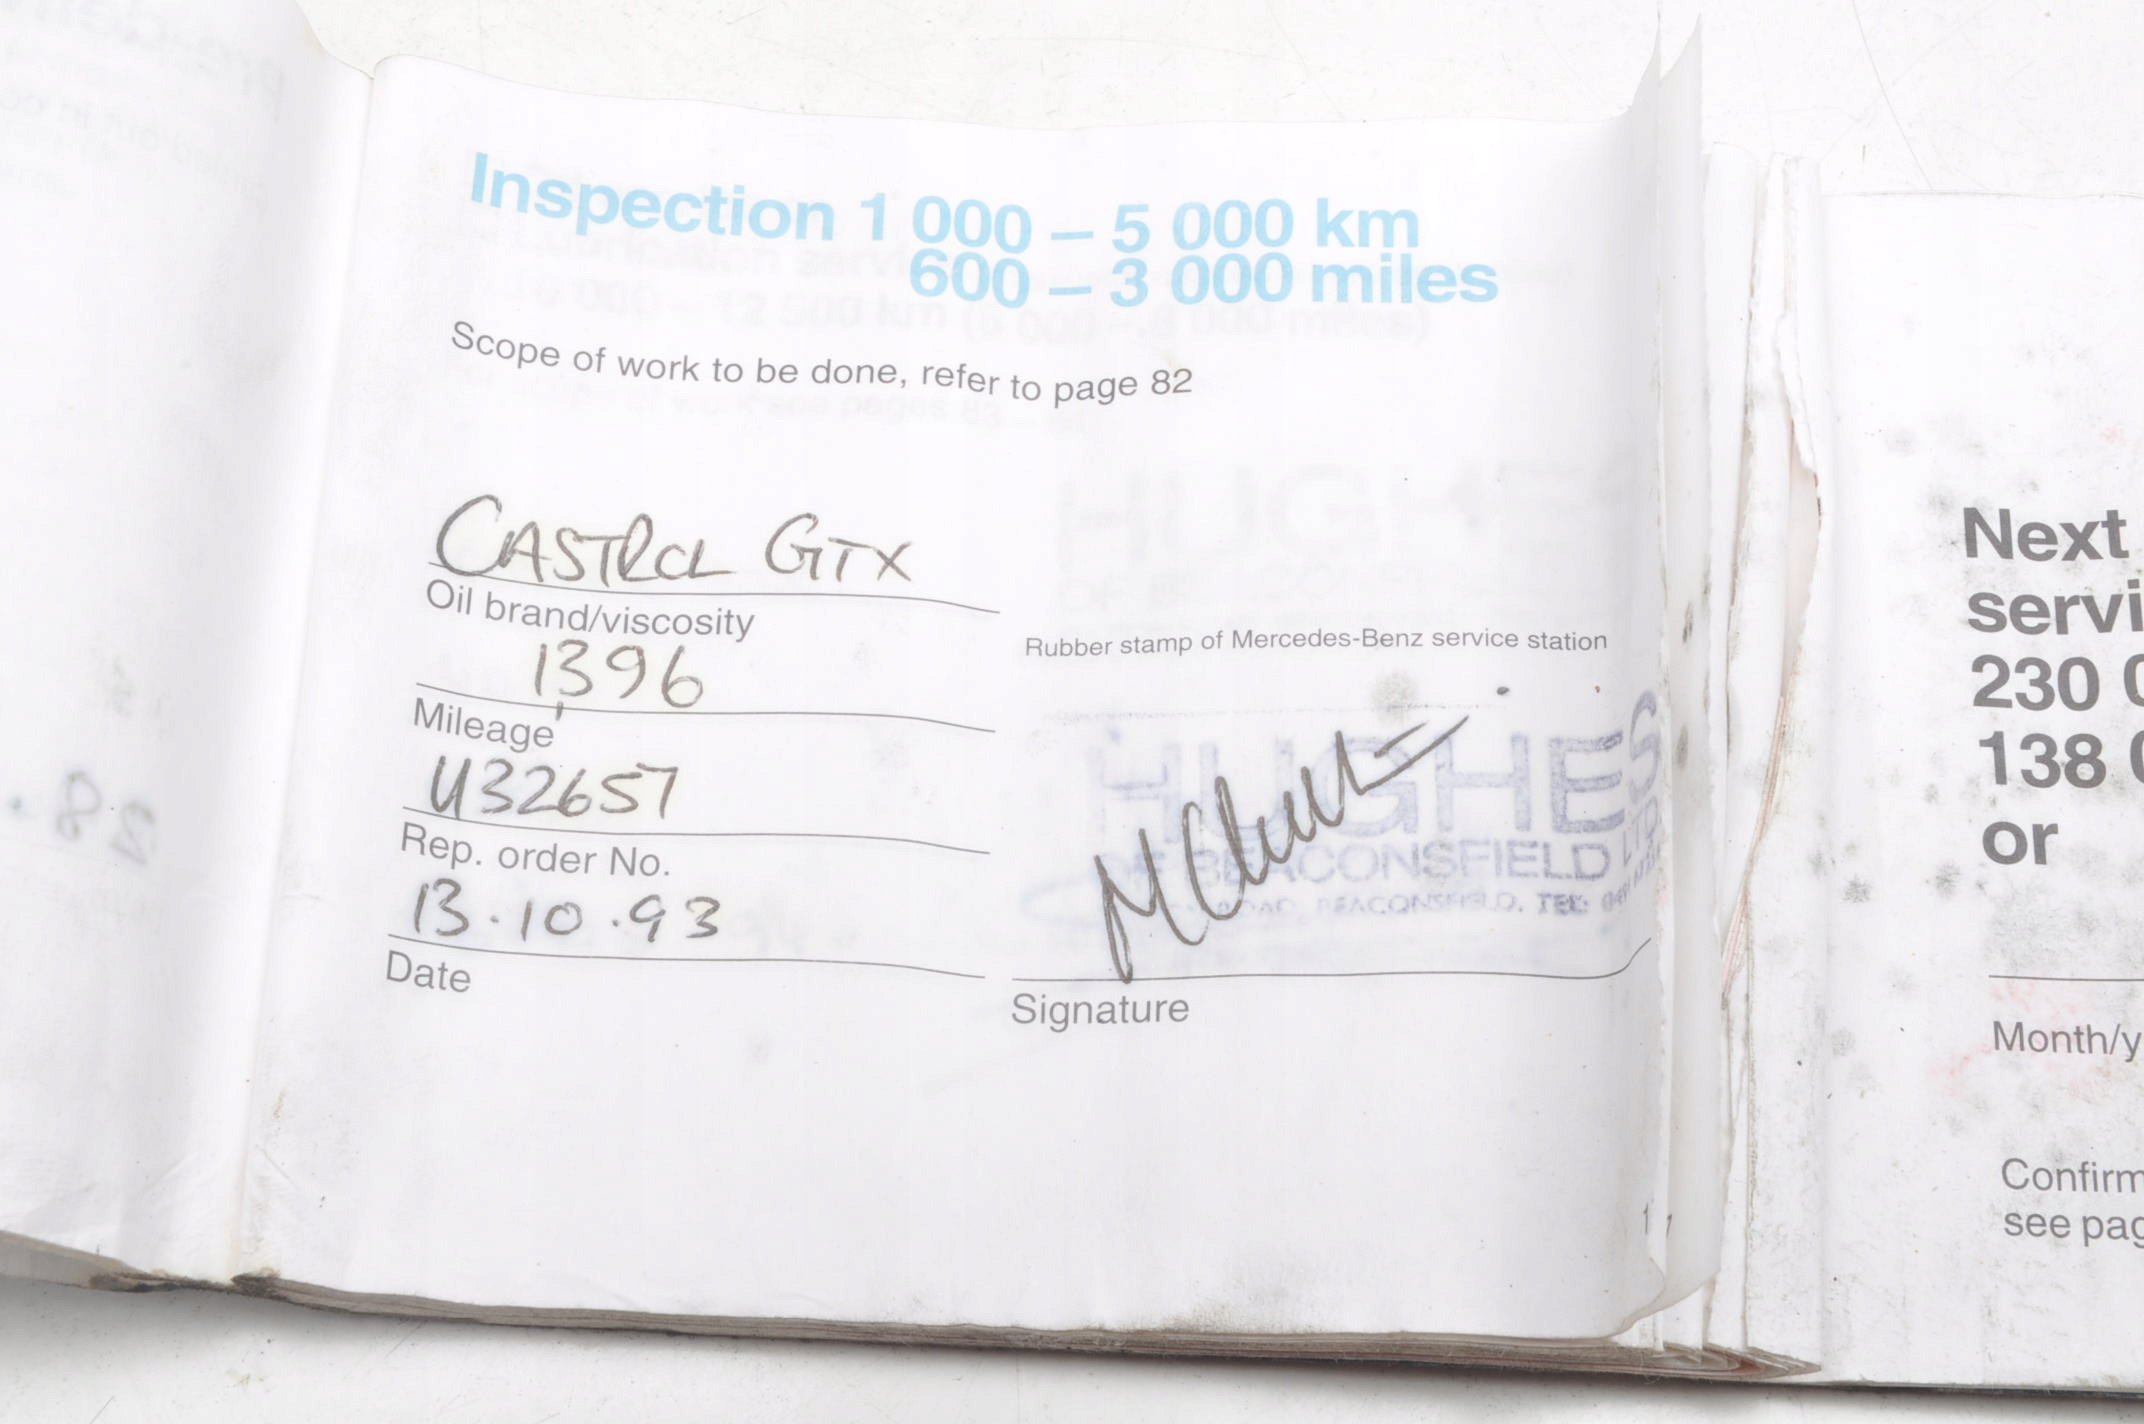 Inspection 1 000 – 5 000 km
600 – 3 000 miles
Scope of work to be done, refer to page 82
CASTROL GTX
Oil brand/viscosity
1396
Mileage
U32657
Rep. order No.
13.10.93
Date
Rubber stamp of Mercedes-Benz service station
HUGHES
OF BEACONSFIELD LTD.
ROAD, BEACONSFIELD. TEL:
Signature
Next
servi
230 0
138 0
or
Month/y
Confirm
see pag